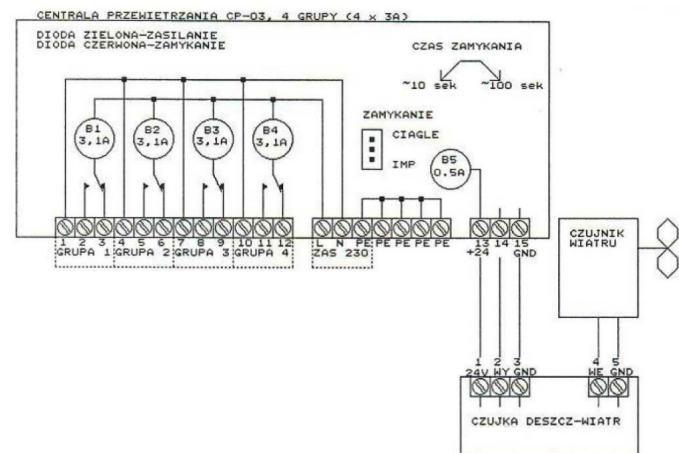 CENTRALA PRZEWIETRZANIA CP-03, 4 GRUPY (4 x 3A)
DIODA ZIELONA-ZASILANIE
DIODA CZERWONA-ZAMYKANIE
CZAS ZAMYKANIA
~10 sek ~100 sek
ZAMYKANIE
CIAGLE
IMP
B1 3,1A
B2 3,1A
B3 3,1A
B4 3,1A
B5 0.5A
1 2 3 4 5 6 7 8 9 10 11 12 L N PE PE PE PE PE 13 14 15
GRUPA 1 GRUPA 2 GRUPA 3 GRUPA 4 ZAS 230 +24 GND
CZUJNIK
WIATRU
1 2 3 4 5
24V WY GND WE GND
CZUJKA DESZCZ-WIATR